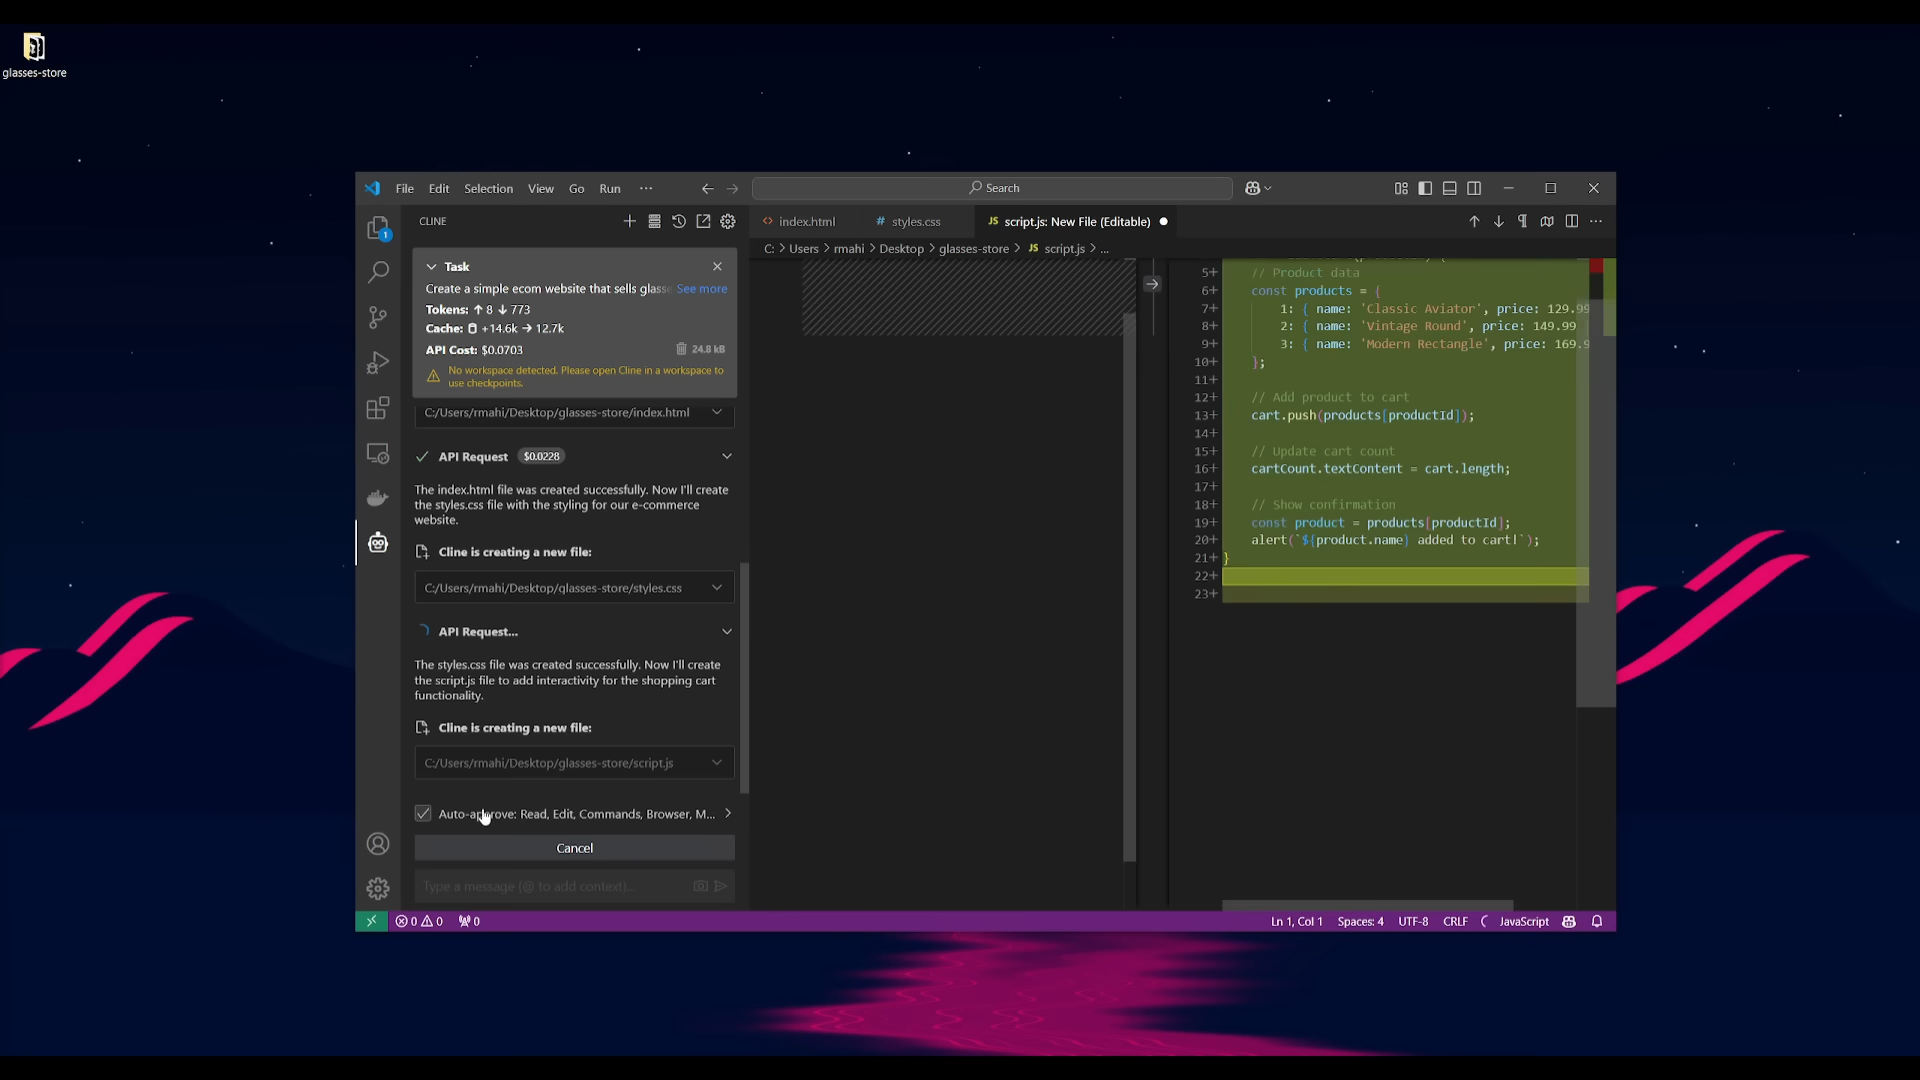 glasses-store
File Edit Selection View Go Run ···
Search
CLINE
Task
Create a simple ecom website that sells glass See more
Tokens: ↑ 8 ↓ 773
Cache: +14.6k → 12.7k
API Cost: $0.0703
24.8 kB
No workspace detected. Please open Cline in a workspace to
use checkpoints.
C:/Users/rmahi/Desktop/glasses-store/index.html
API Request $0.0228
The index.html file was created successfully. Now I'll create
the styles.css file with the styling for our e-commerce
website.
Cline is creating a new file:
C:/Users/rmahi/Desktop/glasses-store/styles.css
API Request...
The styles.css file was created successfully. Now I'll create
the script.js file to add interactivity for the shopping cart
functionality.
Cline is creating a new file:
C:/Users/rmahi/Desktop/glasses-store/script.js
Auto-approve: Read, Edit, Commands, Browser, M...
Cancel
Type a message (@ to add context)...
1
<> index.html # styles.css JS script.js: New File (Editable)
C: > Users > rmahi > Desktop > glasses-store > JS script.js > ...
5+ // Product data
6+ const products = {
7+ 1: { name: 'Classic Aviator', price: 129.99
8+ 2: { name: 'Vintage Round', price: 149.99
9+ 3: { name: 'Modern Rectangle', price: 169.9
10+ };
11+
12+ // Add product to cart
13+ cart.push(products[productId]);
14+
15+ // Update cart count
16+ cartCount.textContent = cart.length;
17+
18+ // Show confirmation
19+ const product = products[productId];
20+ alert(`${product.name} added to cart!`);
21+ }
22+
23+
0 0 0
Ln 1, Col 1 Spaces: 4 UTF-8 CRLF JavaScript